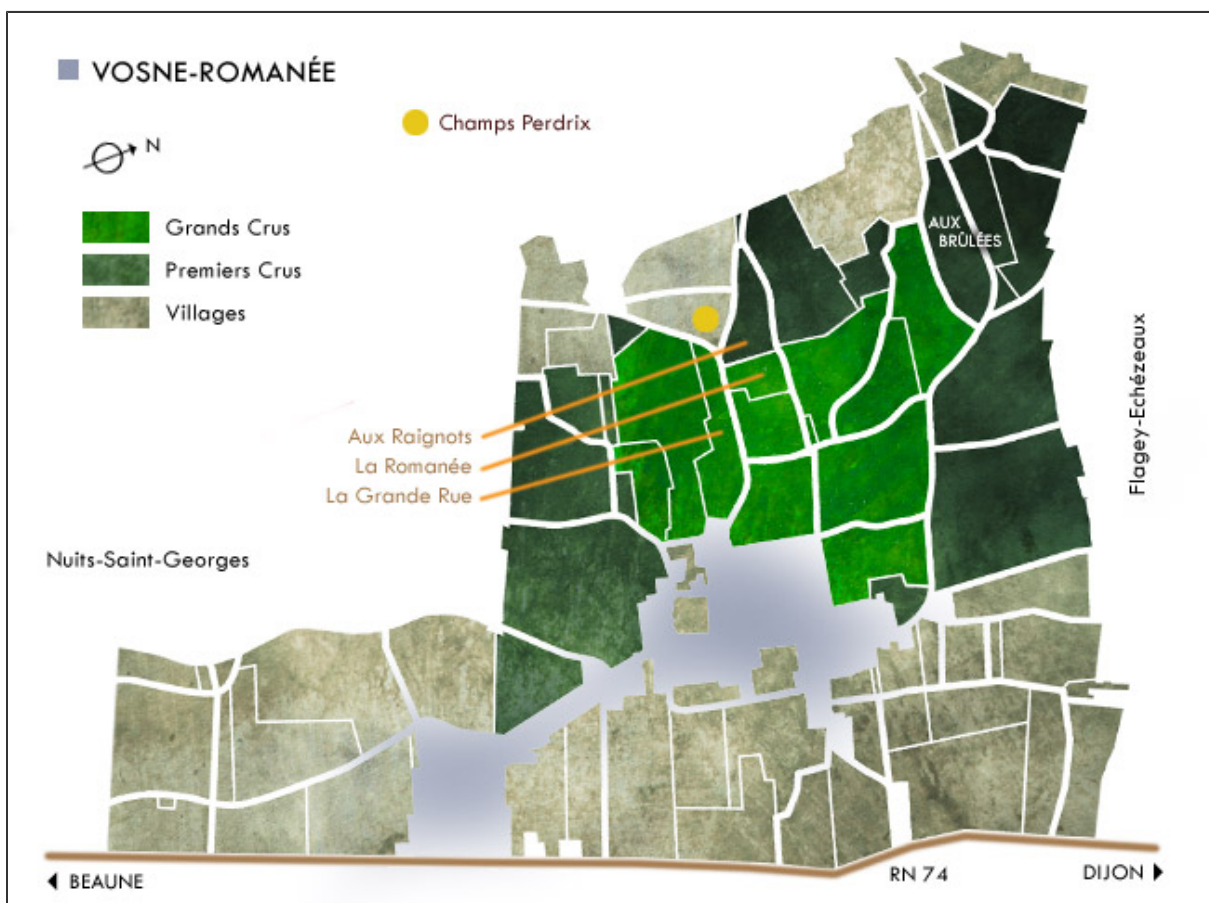 VOSNE-ROMANÉE
Champs Perdrix
N
Grands Crus
Premiers Crus
Villages
AUX
BRÛLÉES
Aux Raignots
La Romanée
La Grande Rue
Flagey-Echézeaux
Nuits-Saint-Georges
BEAUNE
RN 74
DIJON